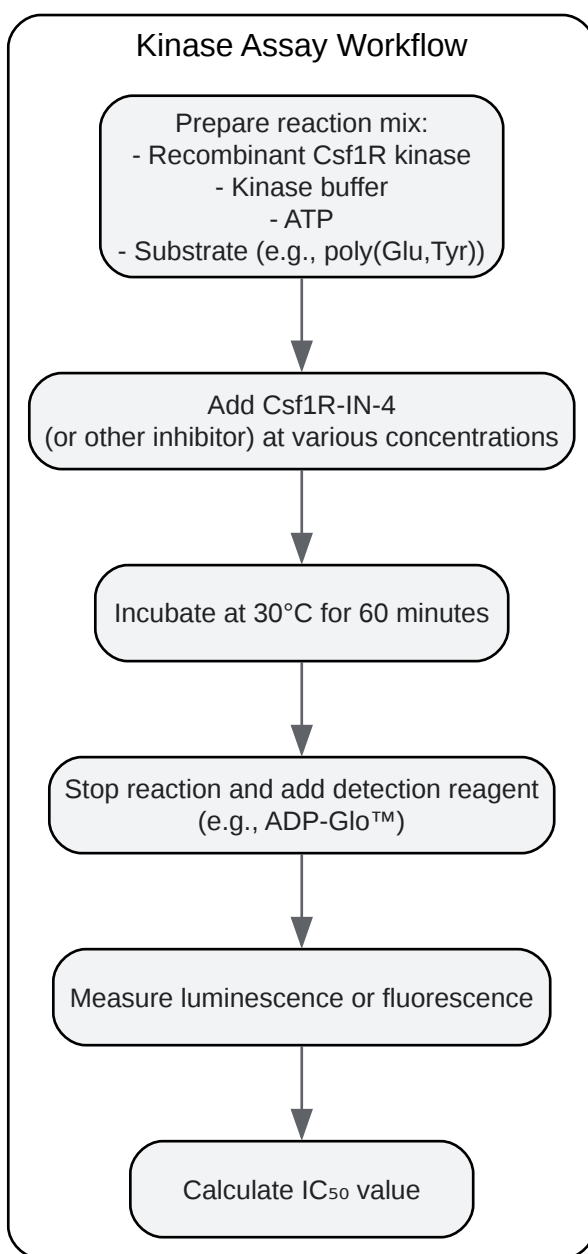 Kinase Assay Workflow
Prepare reaction mix:
- Recombinant Csf1R kinase
- Kinase buffer
- ATP
- Substrate (e.g., poly(Glu,Tyr))
Add Csf1R-IN-4
(or other inhibitor) at various concentrations
Incubate at 30°C for 60 minutes
Stop reaction and add detection reagent
(e.g., ADP-Glo™)
Measure luminescence or fluorescence
Calculate IC₅₀ value